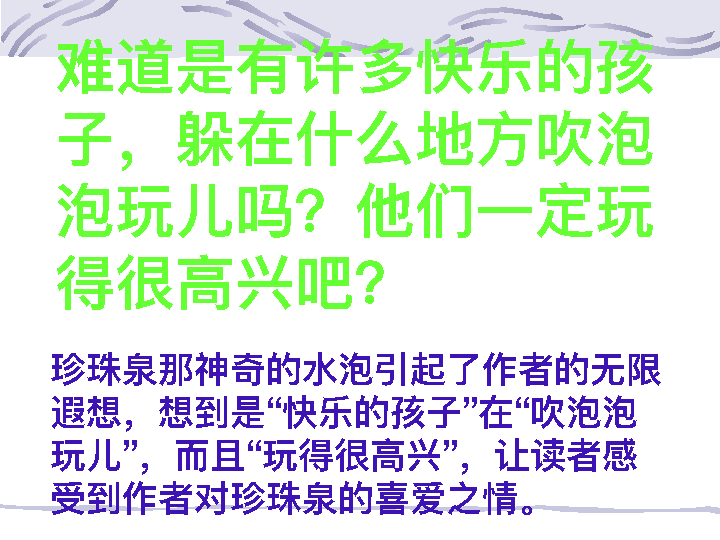 难道是有许多快乐的孩
子，躲在什么地方吹泡
泡玩儿吗？他们一定玩
得很高兴吧？
珍珠泉那神奇的水泡引起了作者的无限
遐想，想到是“快乐的孩子”在“吹泡泡
玩儿”，而且“玩得很高兴”，让读者感
受到作者对珍珠泉的喜爱之情。